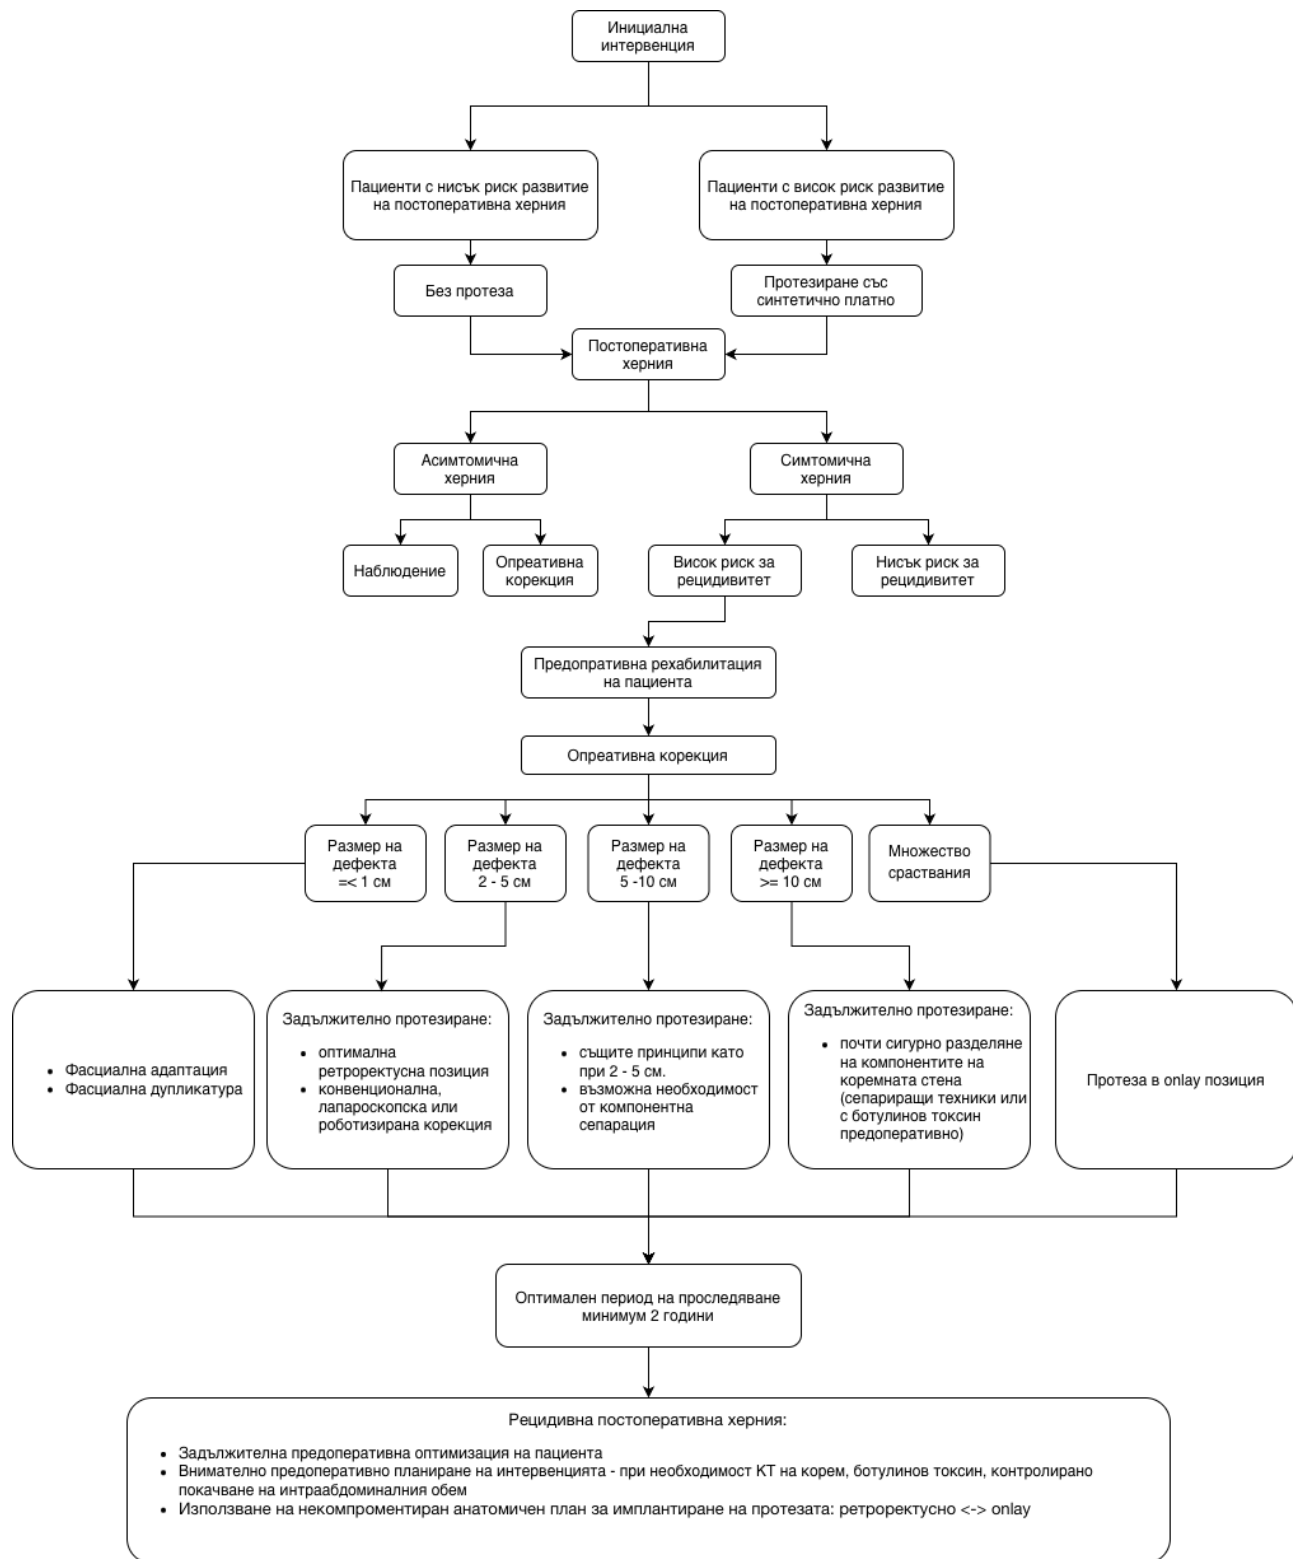 Инициална
интервенция
Пациенти с нисък риск развитие
на постоперативна херния
Пациенти с висок риск развитие
на постоперативна херния
Без протеза
Протезиране със
синтетично платно
Постоперативна
херния
Асимтомична
херния
Симтомична
херния
Наблюдение
Опреативна
корекция
Висок риск за
рецидивитет
Нисък риск за
рецидивитет
Предопративна рехабилитация
на пациента
Опреативна корекция
Размер на
дефекта
=< 1 см
Размер на
дефекта
2 - 5 см
Размер на
дефекта
5 -10 см
Размер на
дефекта
>= 10 см
Множество
сраствания
• Фасциална адаптация
• Фасциална дупликатура
Задължително протезиране:
• оптимална
ретроректусна позиция
• конвенционална,
лапароскопска или
роботизирана корекция
Задължително протезиране:
• същите принципи като
при 2 - 5 см.
• възможна необходимост
от компонентна
сепарация
Задължително протезиране:
• почти сигурно разделяне
на компонентите на
коремната стена
(сепариращи техники или
с ботулинов токсин
предоперативно)
Протеза в onlay позиция
Оптимален период на проследяване
минимум 2 години
Рецидивна постоперативна херния:
• Задължителна предоперативна оптимизация на пациента
• Внимателно предоперативно планиране на интервенцията - при необходимост КТ на корем, ботулинов токсин, контролирано
покачване на интраабдоминалния обем
• Използване на некомпроментиран анатомичен план за имплантиране на протезата: ретроректусно <-> onlay